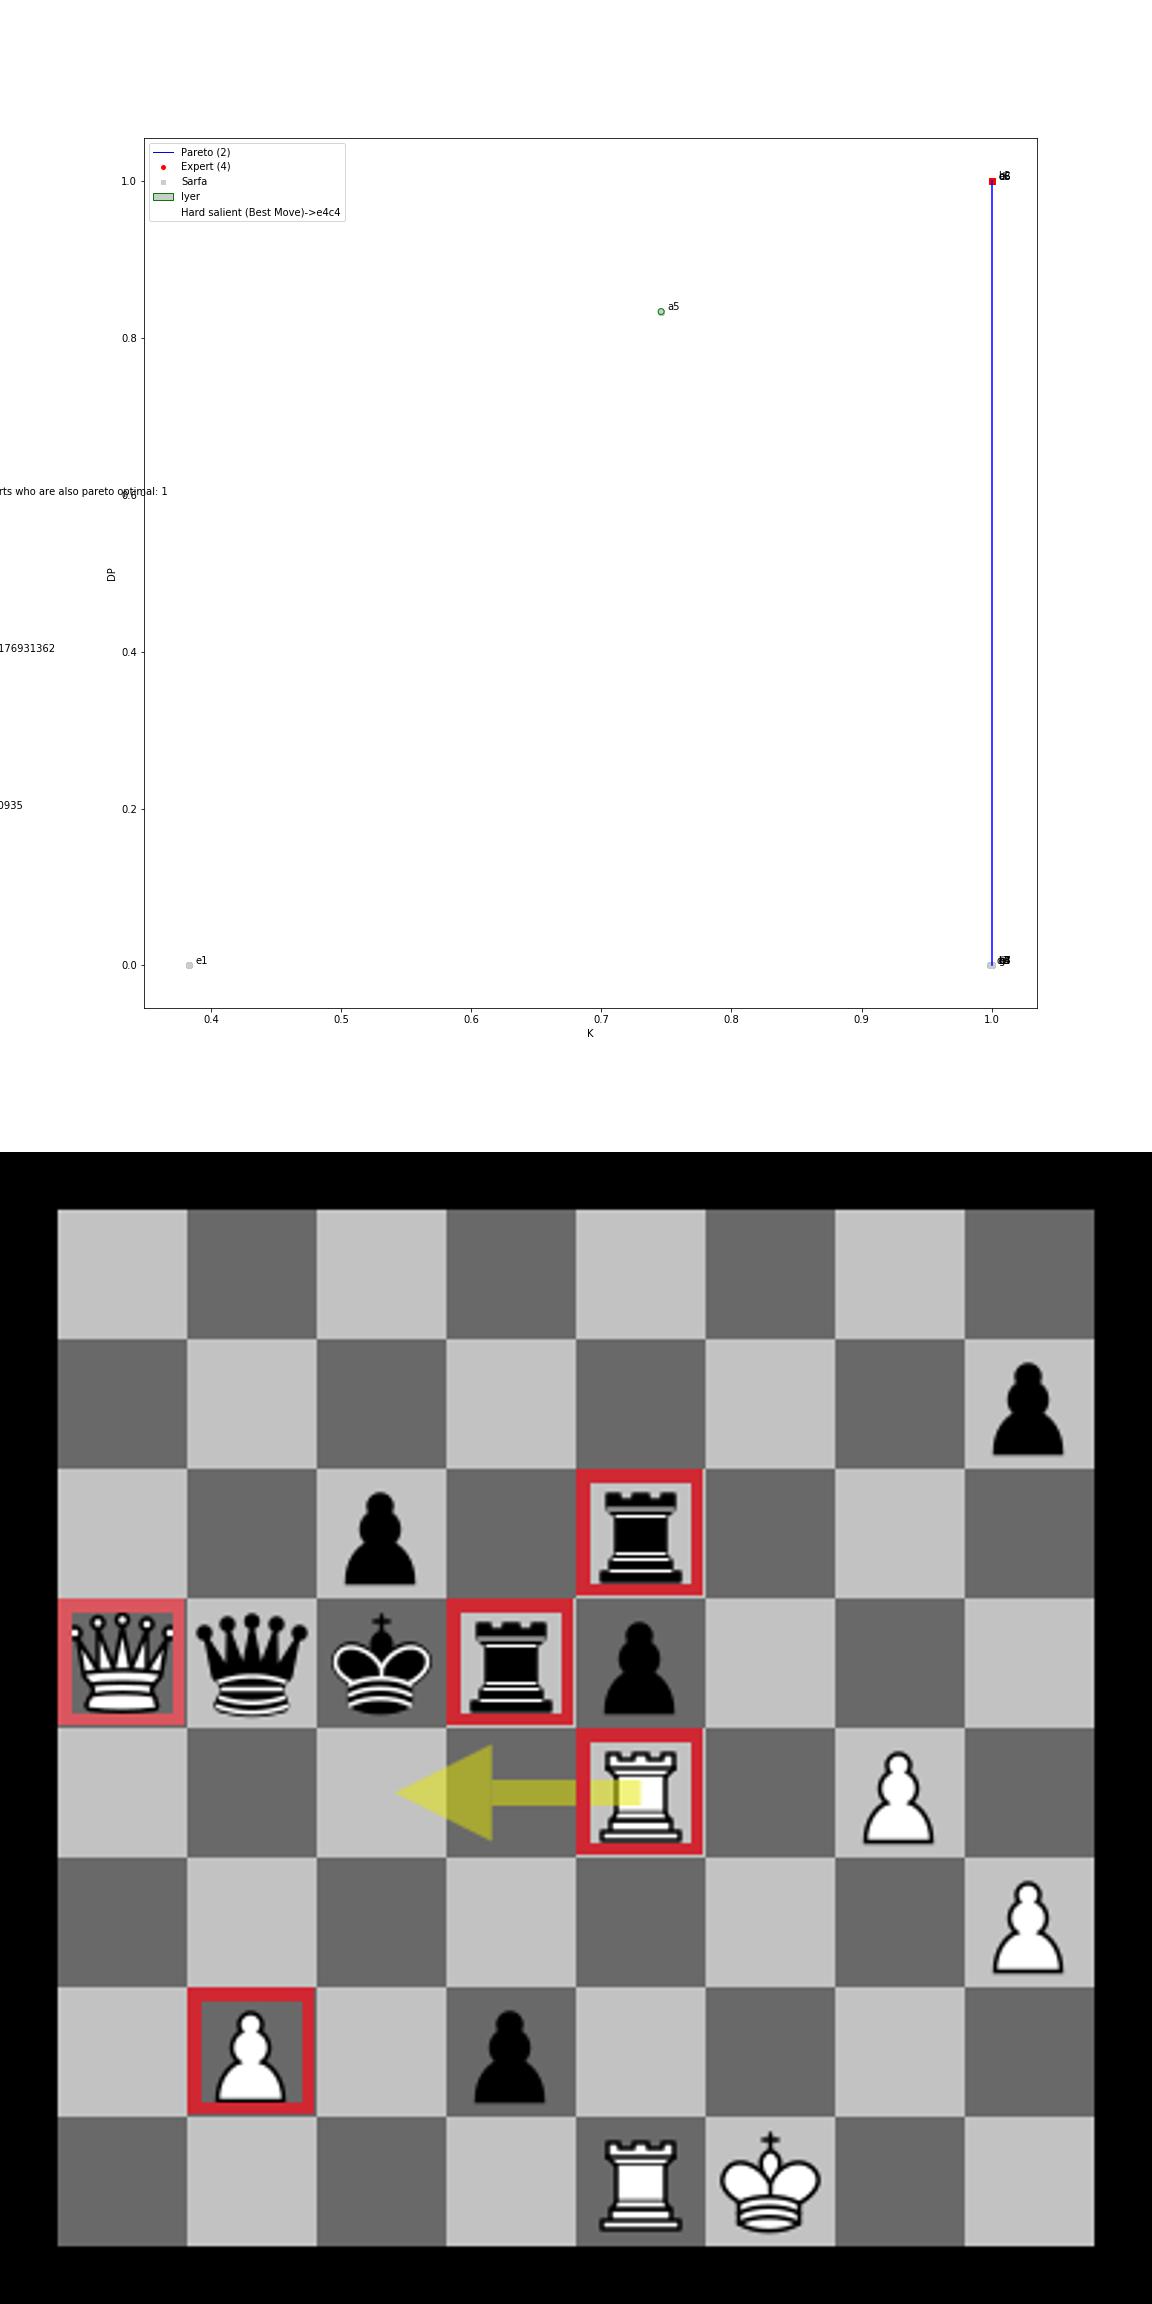 Pareto (2)
Expert (4)
Sarfa
Iyer
Hard salient (Best Move)->e4c4
1.0
a5
0.8
rts who are also pareto optimal: 1
0.6
DP
176931362
0.4
0935
0.2
0.0
e1
0.4 0.5 0.6 0.7 0.8 0.9 1.0
K